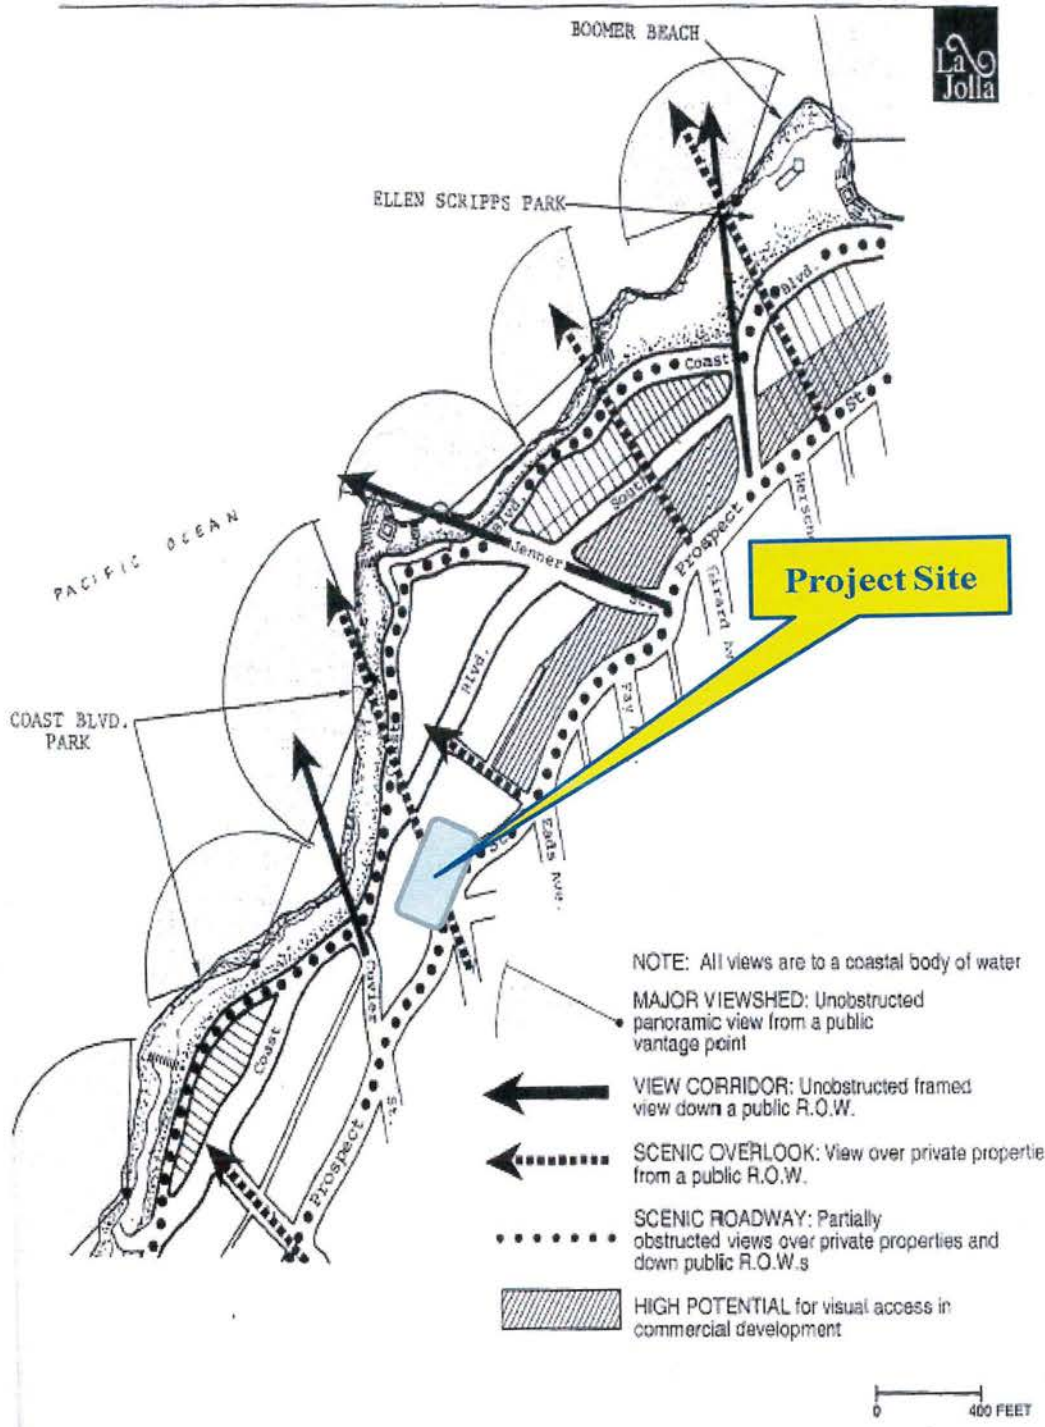 BOOMER BEACH
La
Jolla
ELLEN SCRIPPS PARK
Blvd.
Coast
St
South
Blvd.
Prospect
Jenner
PACIFIC OCEAN
Project Site
Girard
Blvd.
Fay
COAST BLVD.
PARK
St
Eads Ave.
Cuvier
St.
Coast
Prospect
NOTE: All views are to a coastal body of water
MAJOR VIEWSHED: Unobstructed
panoramic view from a public
vantage point
VIEW CORRIDOR: Unobstructed framed
view down a public R.O.W.
SCENIC OVERLOOK: View over private propertie
from a public R.O.W.
SCENIC ROADWAY: Partially
obstructed views over private properties and
down public R.O.W.s
HIGH POTENTIAL for visual access in
commercial development
0 400 FEET